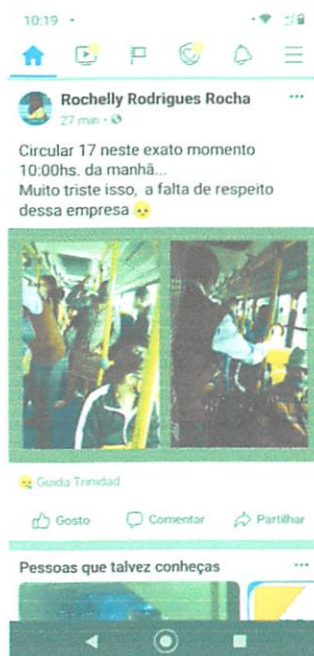 10:19
Rochelly Rodrigues Rocha
27 min
Circular 17 neste exato momento
10:00hs. da manhã...
Muito triste isso, a falta de respeito
dessa empresa
Guida Trinidad
Gosto Comentar Partilhar
Pessoas que talvez conheças